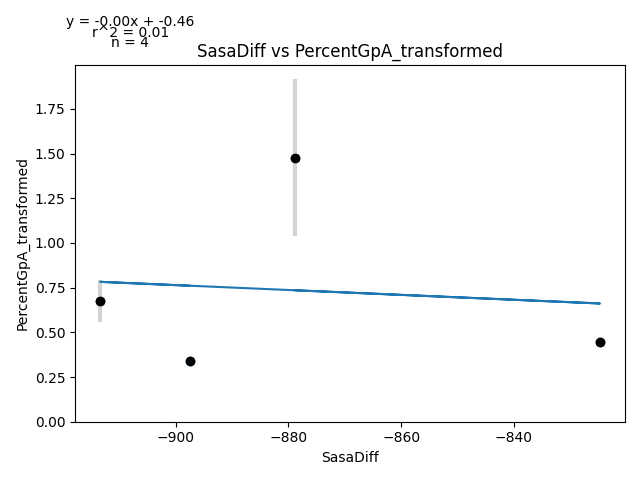 y = -0.00x + -0.46
r^2 = 0.01
n = 4
SasaDiff vs PercentGpA_transformed
1.75
1.50
1.25
1.00
0.75
0.50
0.25
0.00
PercentGpA_transformed
−900
−880
−860
−840
SasaDiff